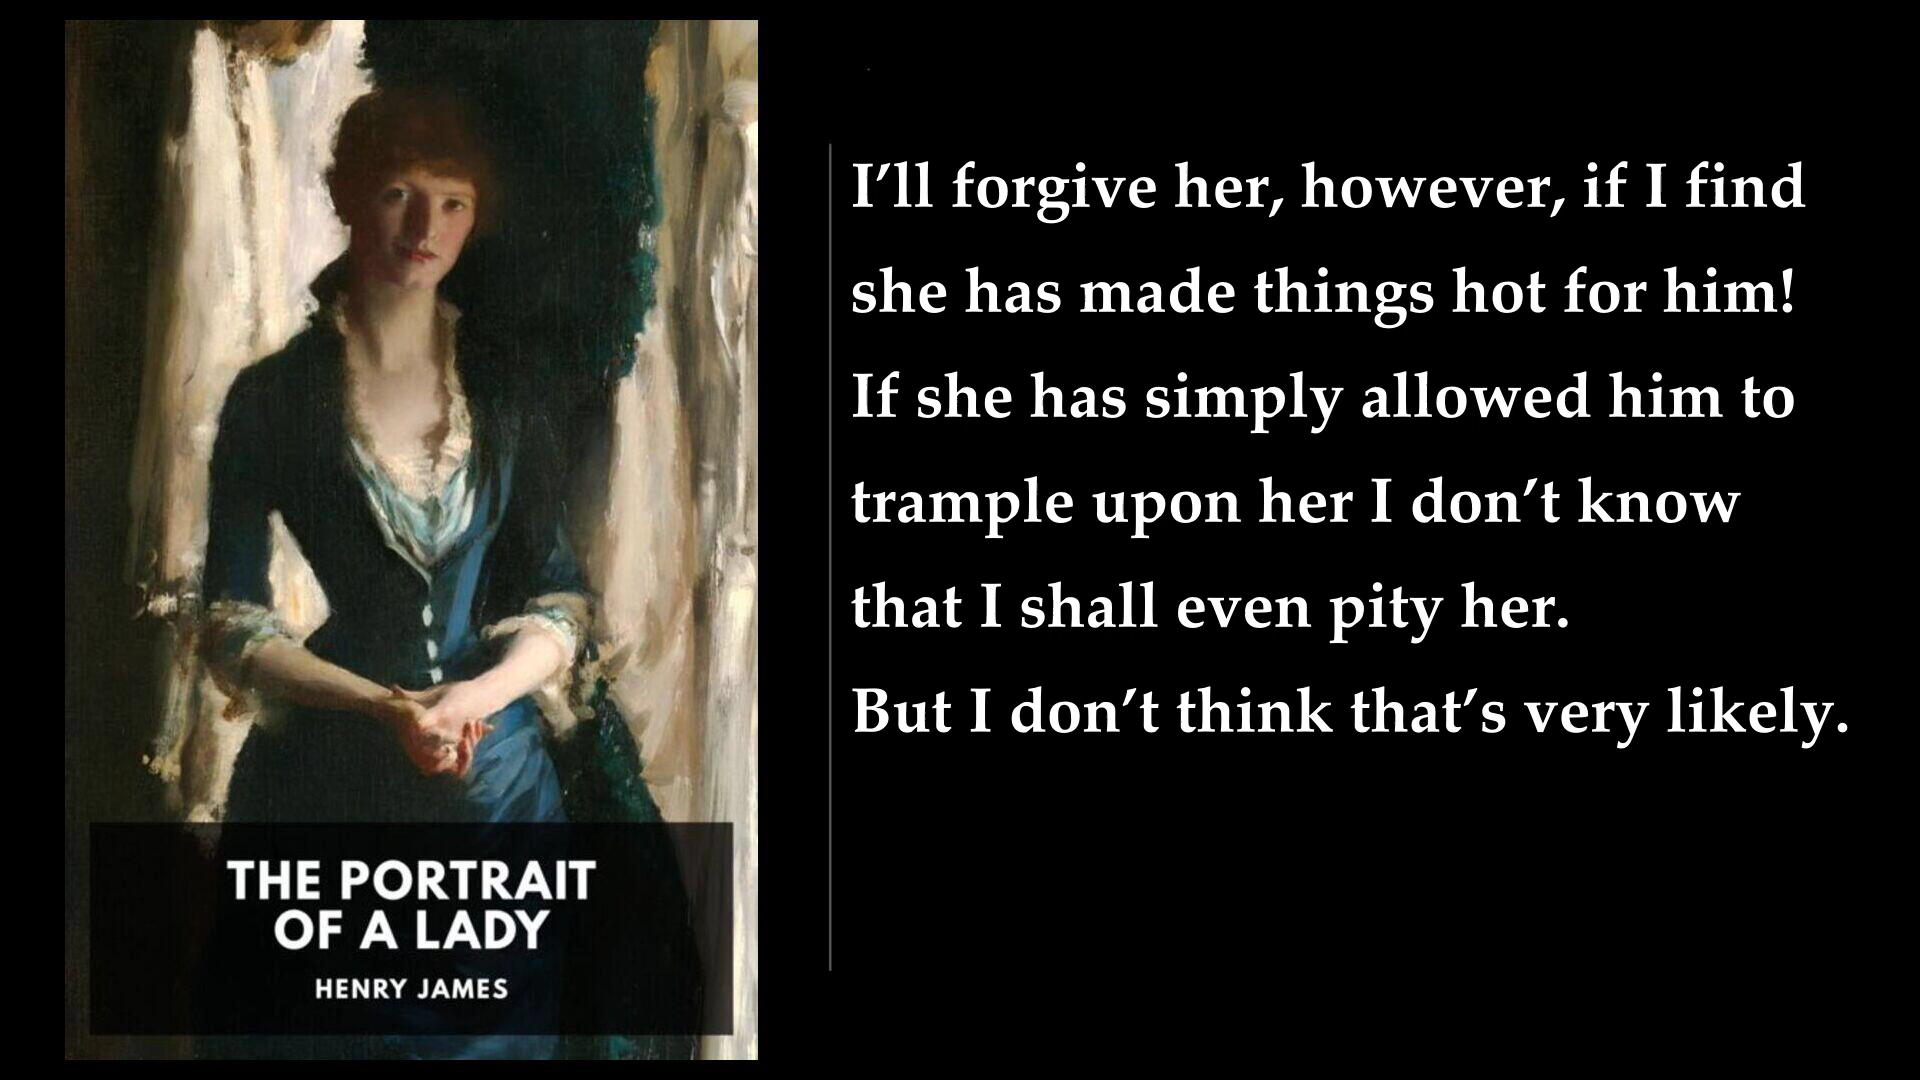 THE PORTRAIT
OF A LADY
HENRY JAMES
I’ll forgive her, however, if I find
she has made things hot for him!
If she has simply allowed him to
trample upon her I don’t know
that I shall even pity her.
But I don’t think that’s very likely.